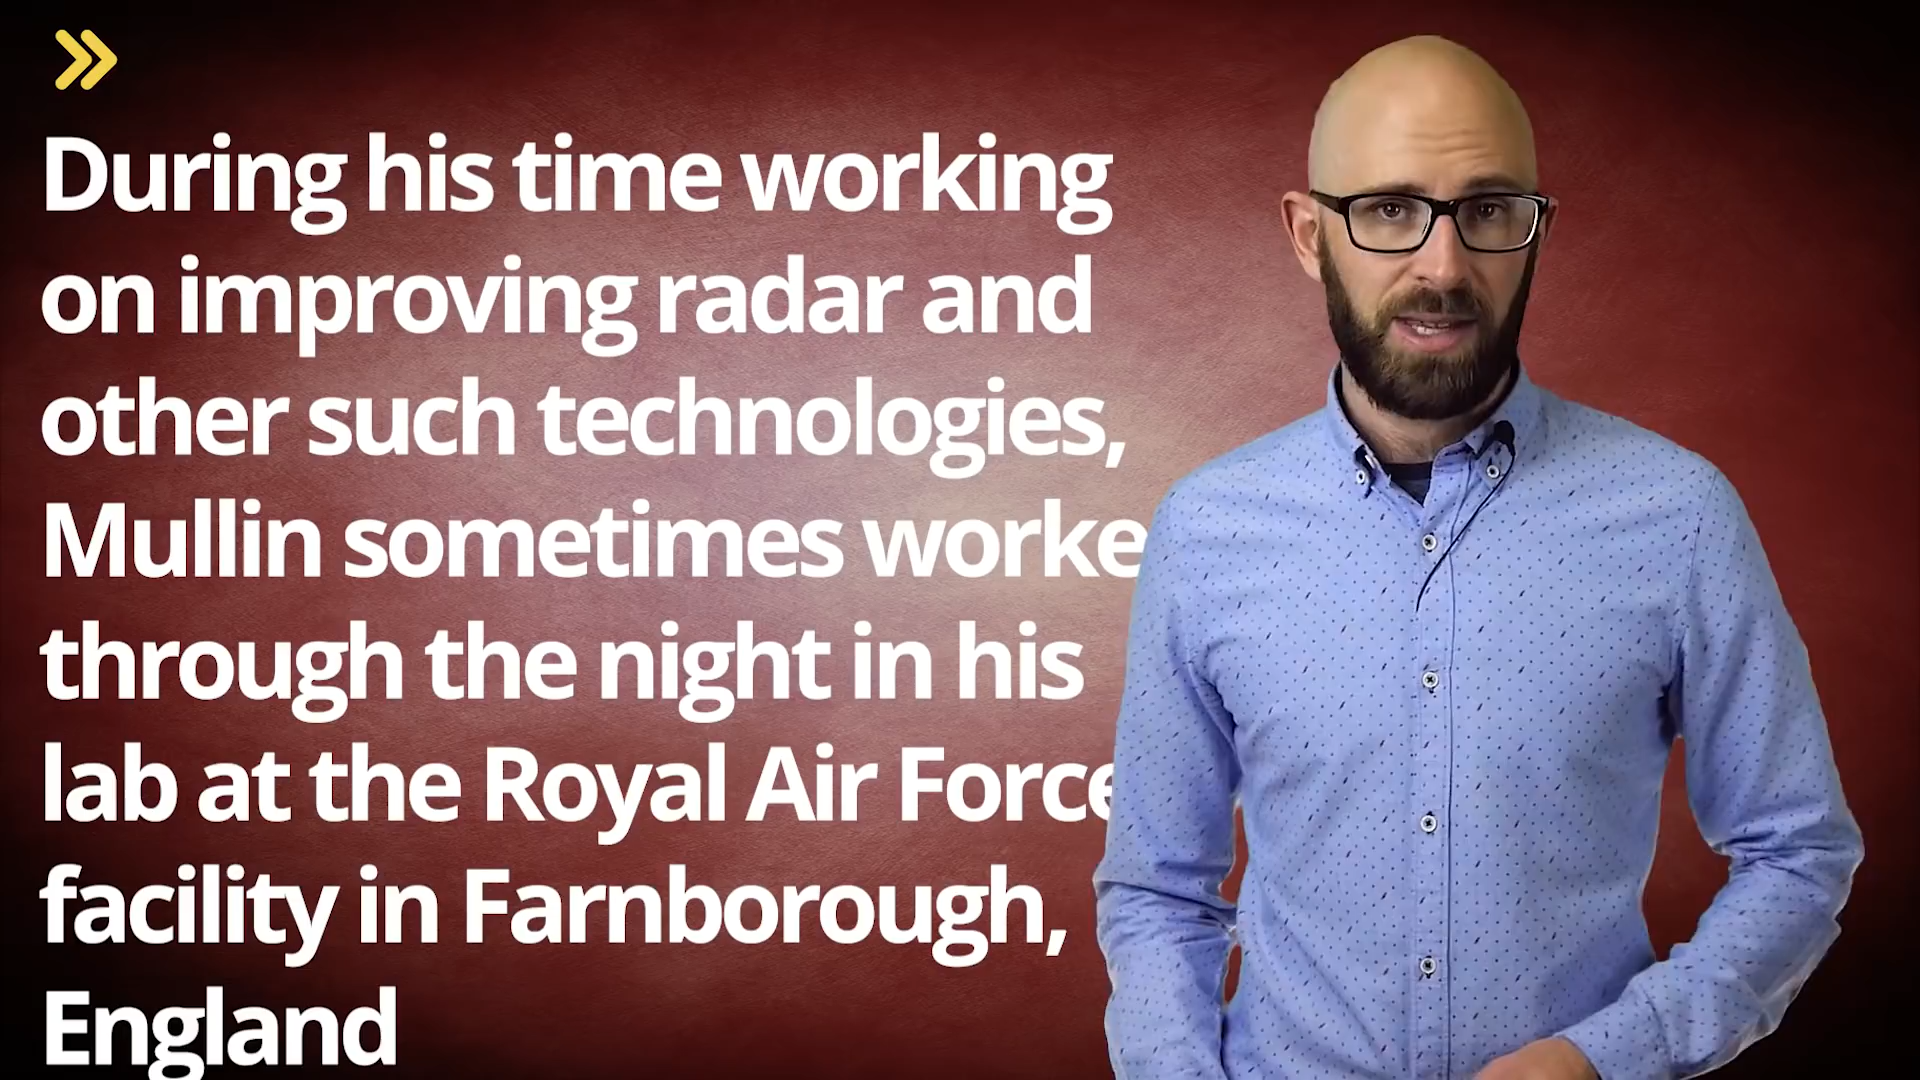 During his time working
on improving radar and
other such technologies,
Mullin sometimes worke
through the night in his
lab at the Royal Air Force
facility in Farnborough,
England